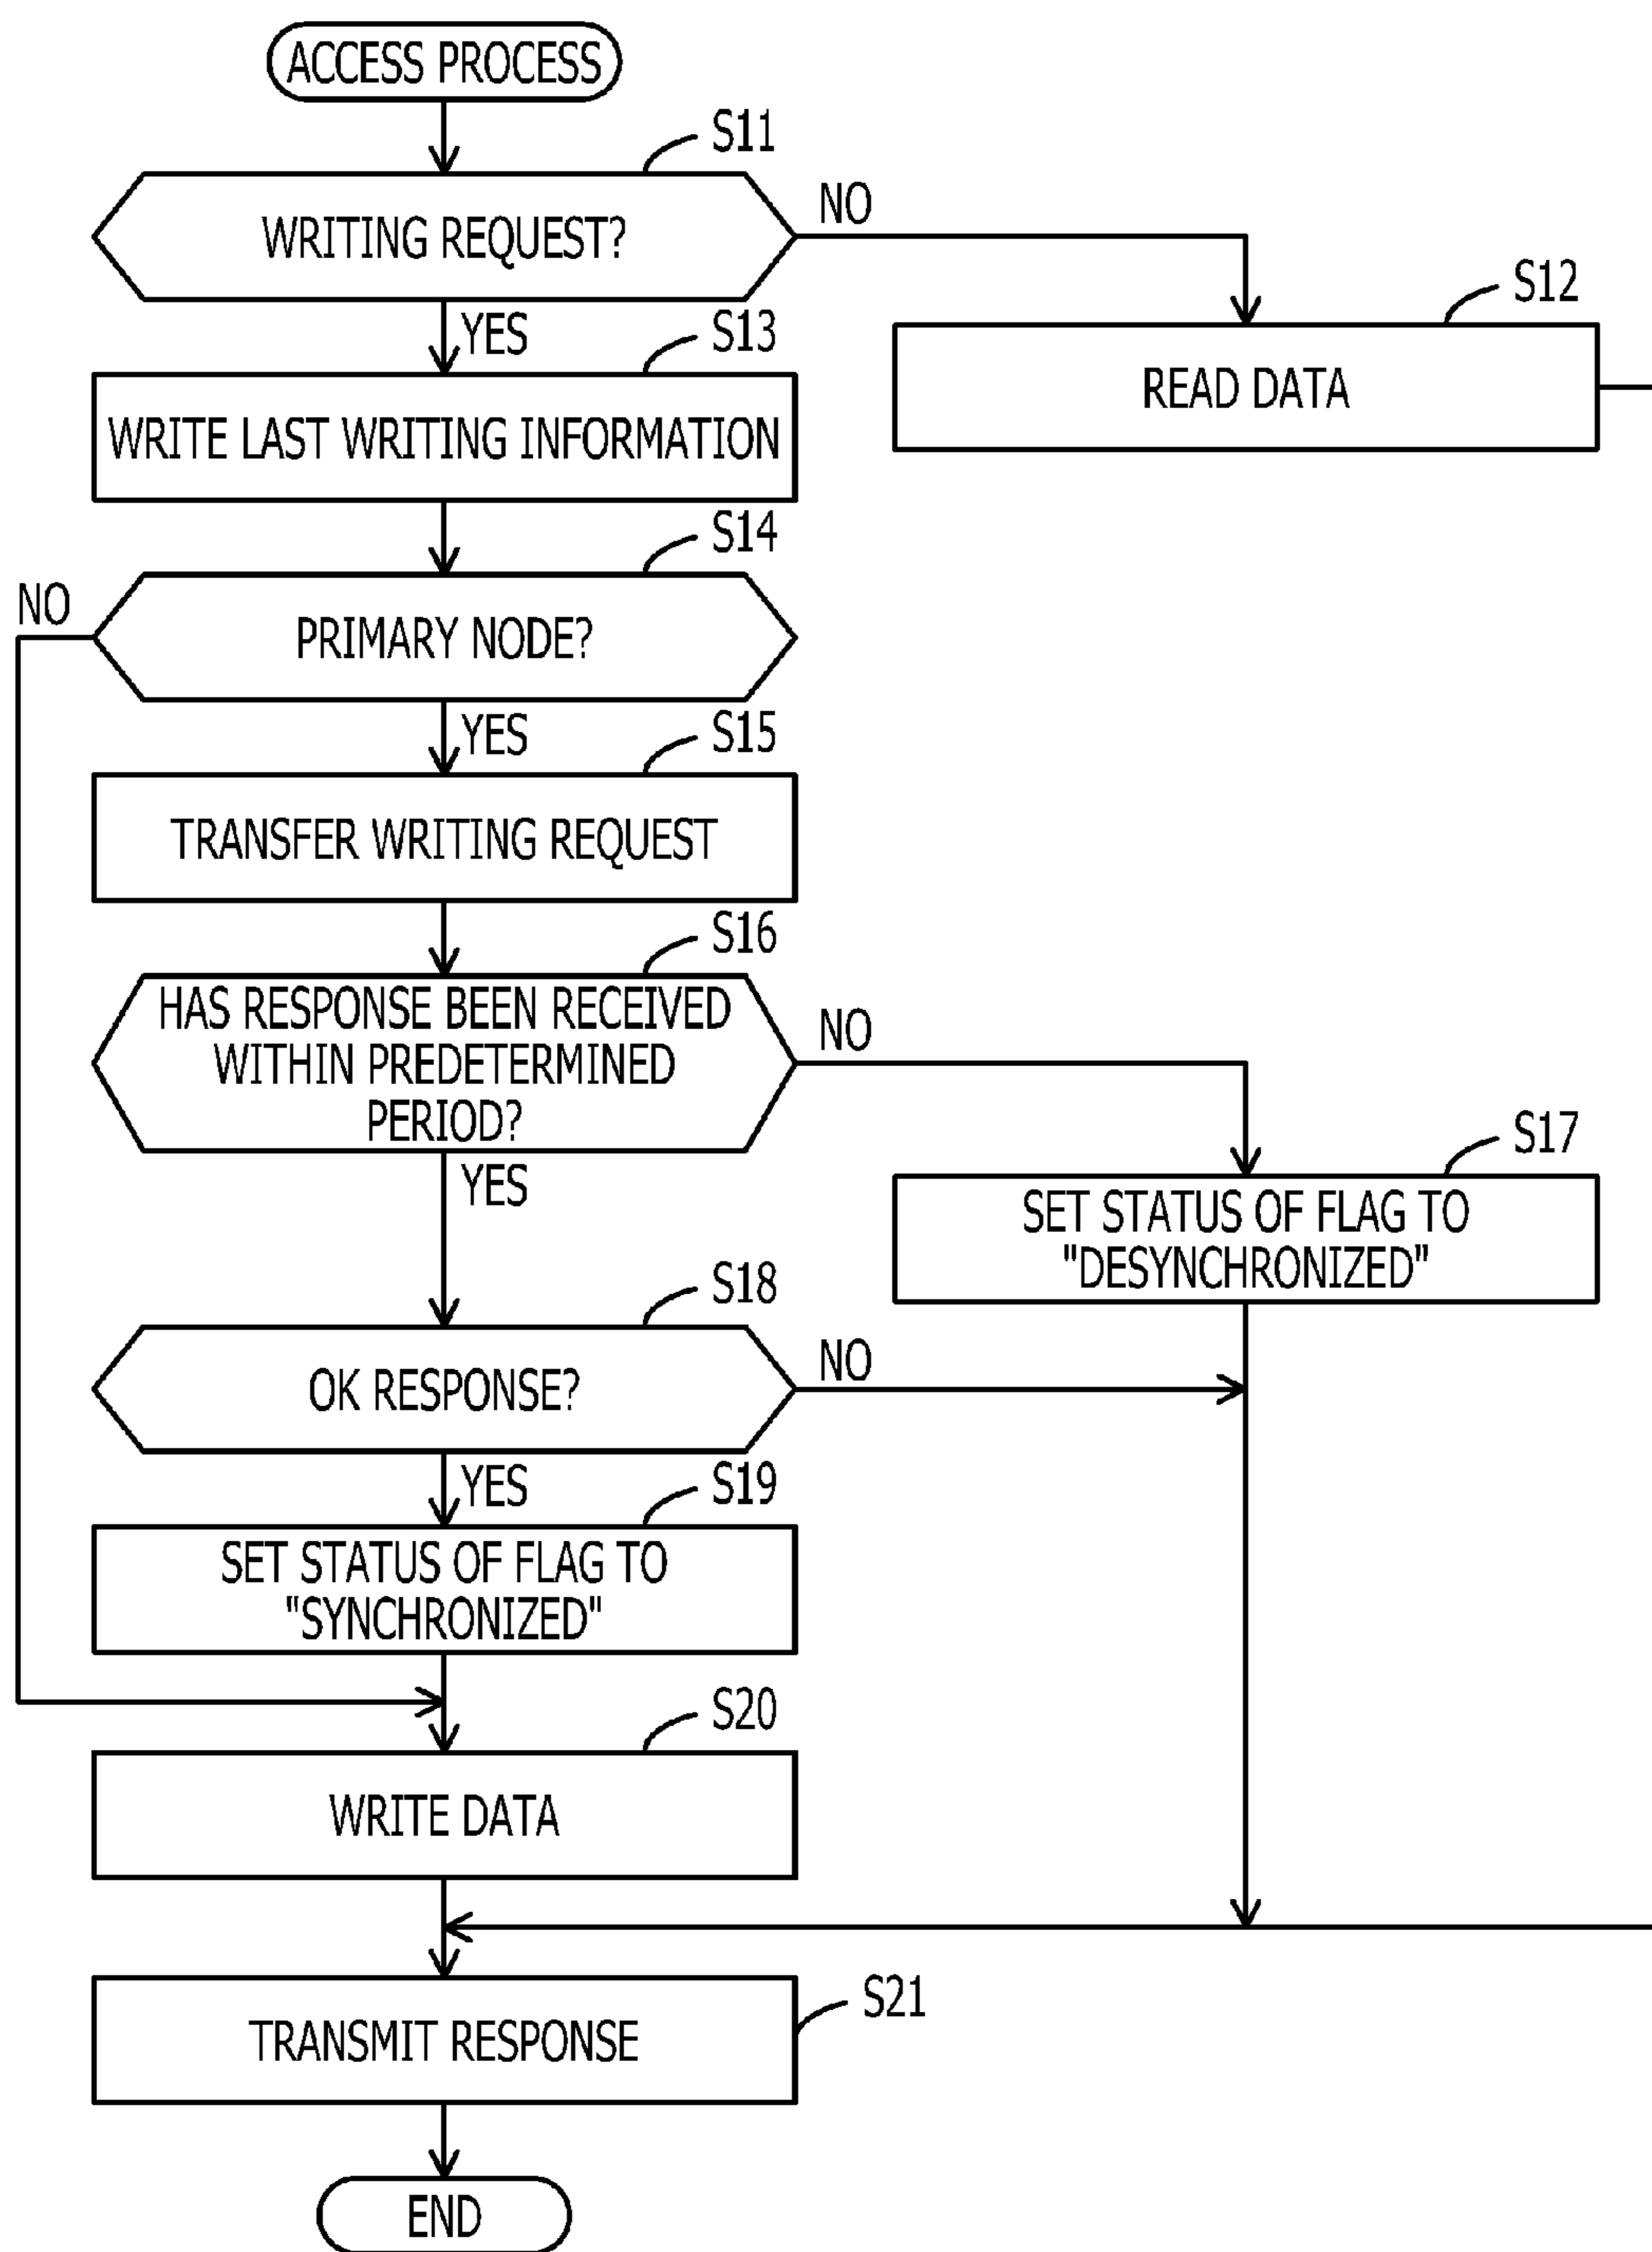 ACCESS PROCESS
S11
WRITING REQUEST?
NO
S12
READ DATA
YES
S13
WRITE LAST WRITING INFORMATION
S14
NO
PRIMARY NODE?
YES
S15
TRANSFER WRITING REQUEST
S16
HAS RESPONSE BEEN RECEIVED
WITHIN PREDETERMINED
PERIOD?
NO
S17
SET STATUS OF FLAG TO
"DESYNCHRONIZED"
YES
S18
OK RESPONSE?
NO
YES
S19
SET STATUS OF FLAG TO
"SYNCHRONIZED"
S20
WRITE DATA
S21
TRANSMIT RESPONSE
END